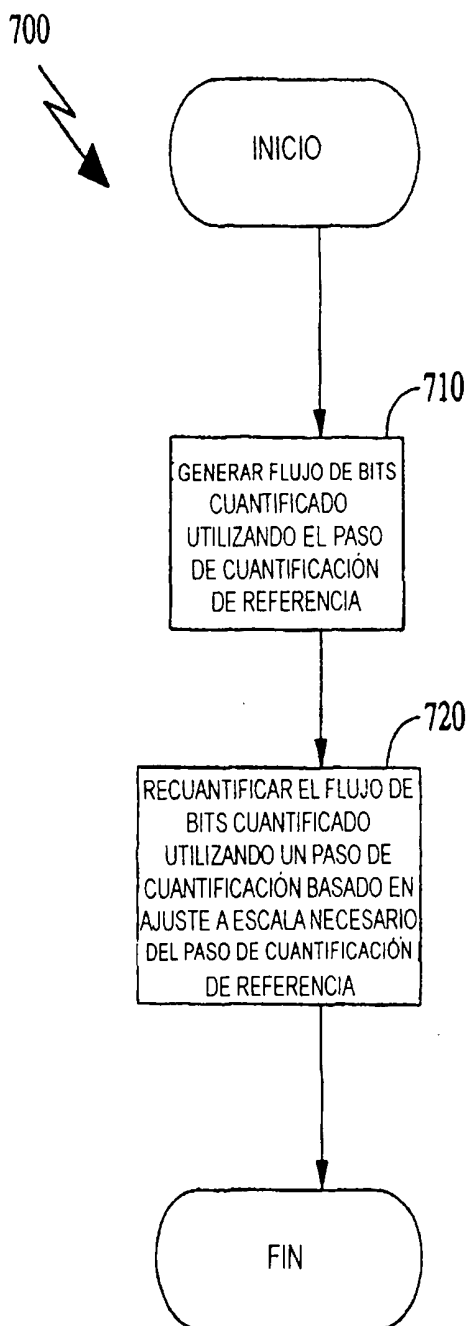 700
INICIO
710
GENERAR FLUJO DE BITS
CUANTIFICADO
UTILIZANDO EL PASO
DE CUANTIFICACIÓN
DE REFERENCIA
720
RECUANTIFICAR EL FLUJO DE
BITS CUANTIFICADO
UTILIZANDO UN PASO DE
CUANTIFICACIÓN BASADO EN
AJUSTE A ESCALA NECESARIO
DEL PASO DE CUANTIFICACIÓN
DE REFERENCIA
FIN